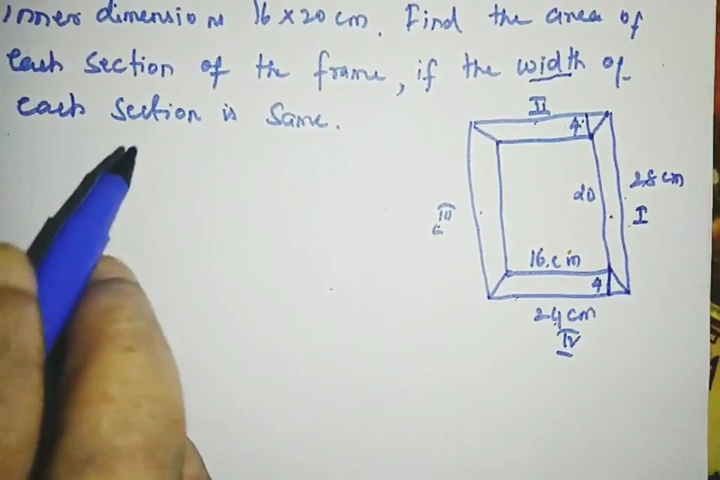 Inner dimension 16 x 20 cm. Find the area of
each section of the frame, if the width of
each section is same.
II
4
28 cm
20
III
I
16 cm
4
24 cm
IV